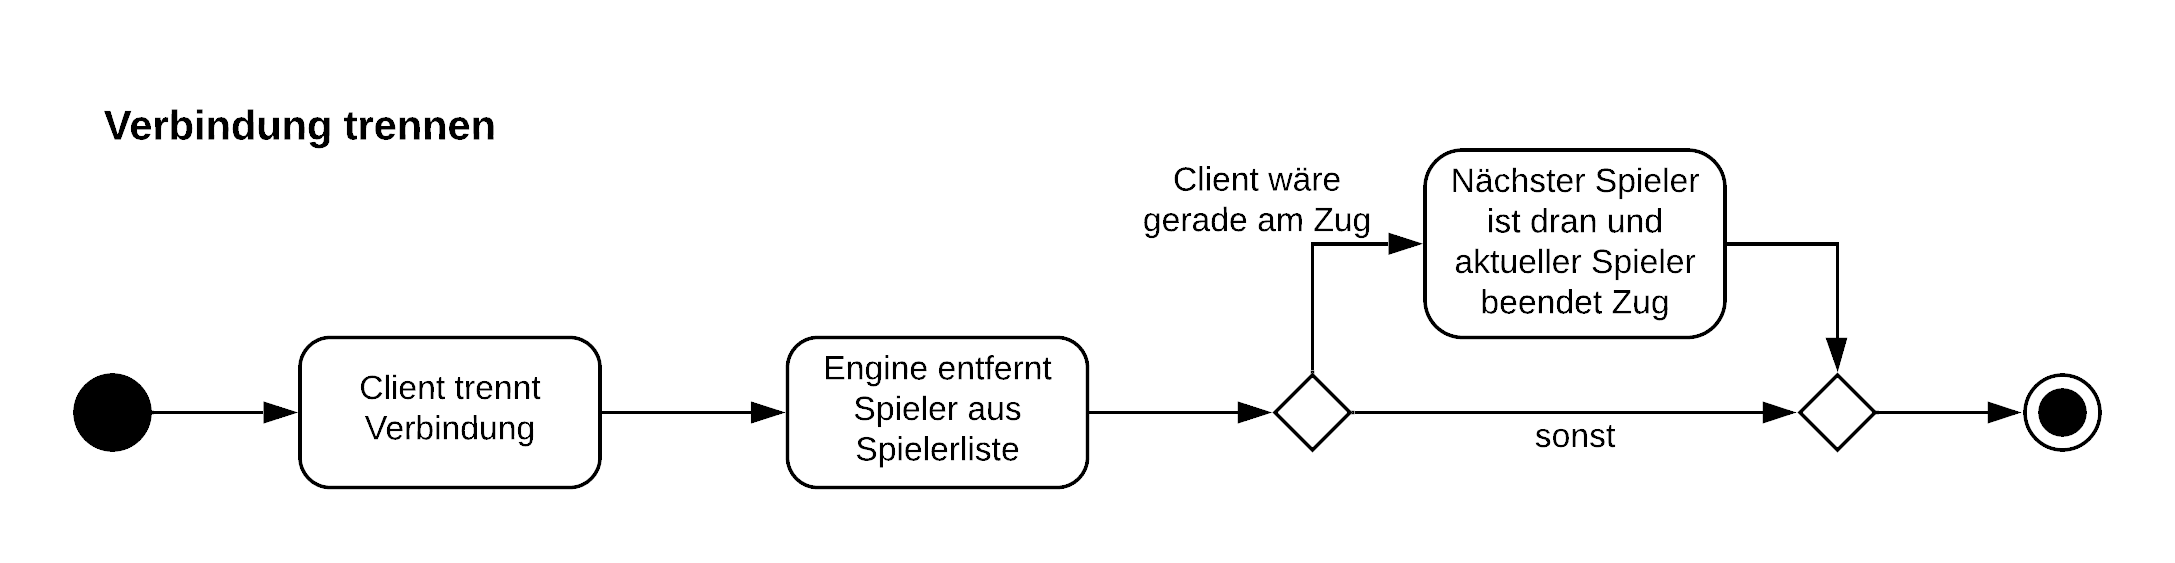 Verbindung trennen
Client trennt
Verbindung
Engine entfernt
Spieler aus
Spielerliste
Client wäre
gerade am Zug
Nächster Spieler
ist dran und
aktueller Spieler
beendet Zug
sonst